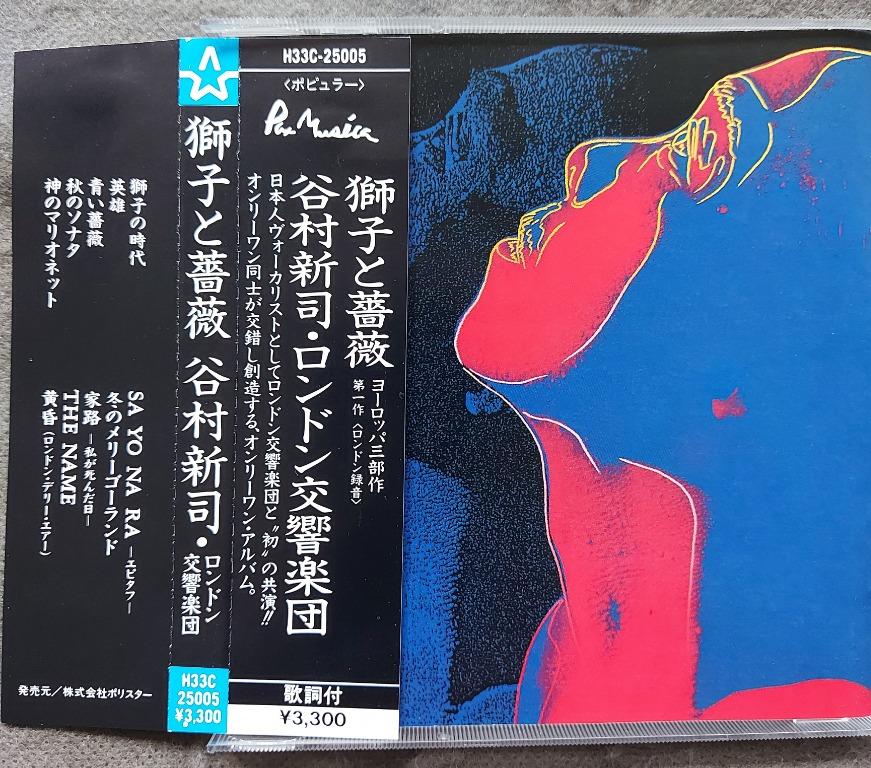 H33C-25005
〈ポピュラー〉
Pax Musica
獅子と薔薇
ヨーロッパ三部作
第一作〈ロンドン録音〉
谷村新司・ロンドン交響楽団
日本人ヴォーカリストとしてロンドン交響楽団と“初”の共演!!
オンリーワン同士が交錯し創造する、オンリーワン・アルバム。
歌詞付
¥3,300
獅子と薔薇 谷村新司・ロンドン
交響楽団
H33C
25005
¥3,300
獅子の時代
英雄
青い薔薇
秋のソナタ
神のマリオネット
SA YO NA RA —エピタフ—
冬のメリーゴーランド
家路 —私が死んだ日—
THE NAME
黄昏(ロンドン・デリー・エアー)
発売元/株式会社ポリスター